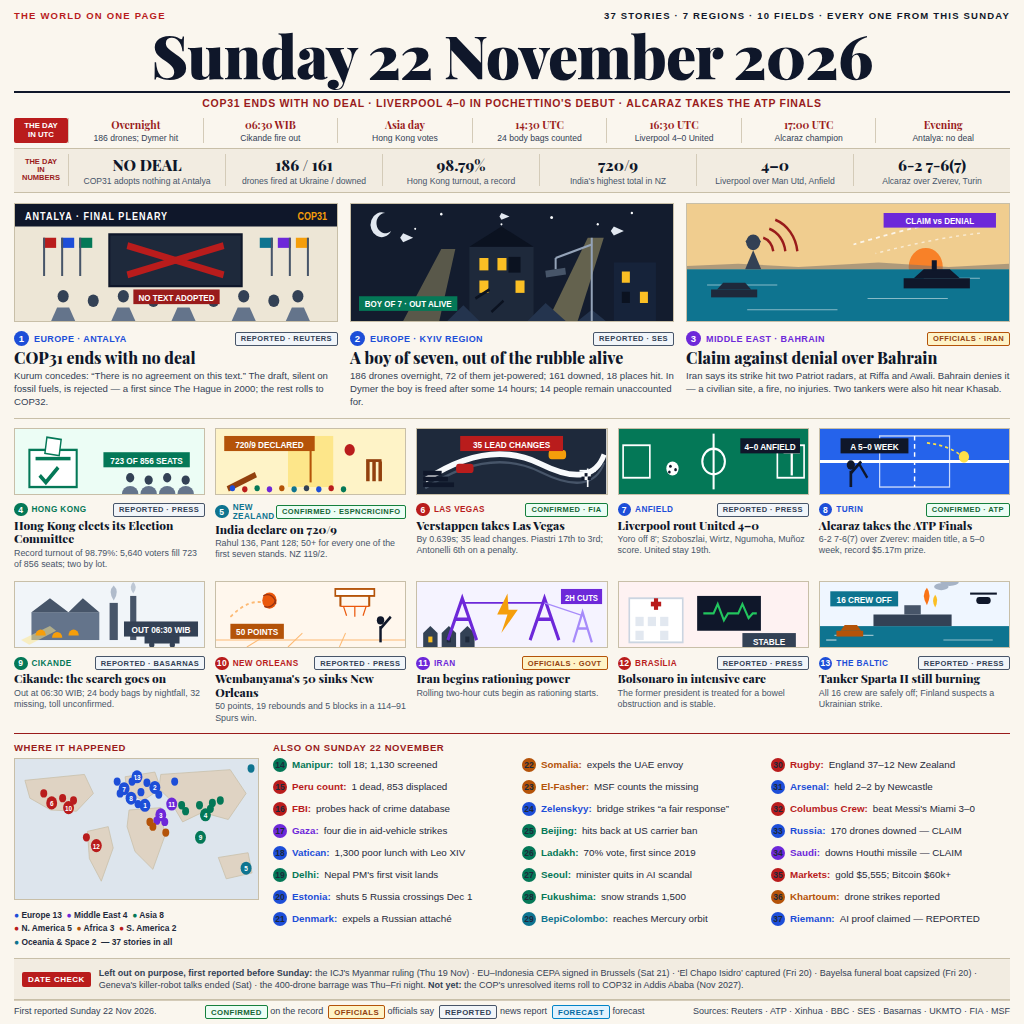 THE WORLD ON ONE PAGE
37 STORIES · 7 REGIONS · 10 FIELDS · EVERY ONE FROM THIS SUNDAY
Sunday 22 November 2026
COP31 ENDS WITH NO DEAL · LIVERPOOL 4–0 IN POCHETTINO'S DEBUT · ALCARAZ TAKES THE ATP FINALS
THE DAY
IN UTC
Overnight
186 drones; Dymer hit
06:30 WIB
Cikande fire out
Asia day
Hong Kong votes
14:30 UTC
24 body bags counted
16:30 UTC
Liverpool 4–0 United
17:00 UTC
Alcaraz champion
Evening
Antalya: no deal
THE DAY
IN
NUMBERS
NO DEAL
COP31 adopts nothing at Antalya
186 / 161
drones fired at Ukraine / downed
98.79%
Hong Kong turnout, a record
720/9
India's highest total in NZ
4–0
Liverpool over Man Utd, Anfield
6–2 7–6(7)
Alcaraz over Zverev, Turin
ANTALYA · FINAL PLENARY
COP31
NO TEXT ADOPTED
BOY OF 7 · OUT ALIVE
CLAIM vs DENIAL
1 EUROPE · ANTALYA
REPORTED · REUTERS
COP31 ends with no deal
Kurum concedes: “There is no agreement on this text.” The draft, silent on
fossil fuels, is rejected — a first since The Hague in 2000; the rest rolls to
COP32.
2 EUROPE · KYIV REGION
REPORTED · SES
A boy of seven, out of the rubble alive
186 drones overnight, 72 of them jet-powered; 161 downed, 18 places hit. In
Dymer the boy is freed after some 14 hours; 14 people remain unaccounted
for.
3 MIDDLE EAST · BAHRAIN
OFFICIALS · IRAN
Claim against denial over Bahrain
Iran says its strike hit two Patriot radars, at Riffa and Awali. Bahrain denies it
— a civilian site, a fire, no injuries. Two tankers were also hit near Khasab.
723 OF 856 SEATS
720/9 DECLARED
35 LEAD CHANGES
4–0 ANFIELD
A 5–0 WEEK
4 HONG KONG
REPORTED · PRESS
Hong Kong elects its Election
Committee
Record turnout of 98.79%: 5,640 voters fill 723
of 856 seats; two by lot.
5 NEW
ZEALAND
CONFIRMED · ESPNCRICINFO
India declare on 720/9
Rahul 136, Pant 128; 50+ for every one of the
first seven stands. NZ 119/2.
6 LAS VEGAS
CONFIRMED · FIA
Verstappen takes Las Vegas
By 0.639s; 35 lead changes. Piastri 17th to 3rd;
Antonelli 6th on a penalty.
7 ANFIELD
REPORTED · PRESS
Liverpool rout United 4–0
Yoro off 8'; Szoboszlai, Wirtz, Ngumoha, Muñoz
score. United stay 19th.
8 TURIN
CONFIRMED · ATP
Alcaraz takes the ATP Finals
6-2 7-6(7) over Zverev: maiden title, a 5–0
week, record $5.17m prize.
OUT 06:30 WIB
50 POINTS
2H CUTS
STABLE
16 CREW OFF
9 CIKANDE
REPORTED · BASARNAS
Cikande: the search goes on
Out at 06:30 WIB; 24 body bags by nightfall, 32
missing, toll unconfirmed.
10 NEW ORLEANS
REPORTED · PRESS
Wembanyama's 50 sinks New
Orleans
50 points, 19 rebounds and 5 blocks in a 114–91
Spurs win.
11 IRAN
OFFICIALS · GOVT
Iran begins rationing power
Rolling two-hour cuts begin as rationing starts.
12 BRASÍLIA
REPORTED · PRESS
Bolsonaro in intensive care
The former president is treated for a bowel
obstruction and is stable.
13 THE BALTIC
REPORTED · PRESS
Tanker Sparta II still burning
All 16 crew are safely off; Finland suspects a
Ukrainian strike.
WHERE IT HAPPENED
13
7
2
8
1
6
10
11
3
4
9
12
5
● Europe 13 ● Middle East 4 ● Asia 8
● N. America 5 ● Africa 3 ● S. America 2
● Oceania & Space 2 — 37 stories in all
ALSO ON SUNDAY 22 NOVEMBER
14 Manipur: toll 18; 1,130 screened
15 Peru count: 1 dead, 853 displaced
16 FBI: probes hack of crime database
17 Gaza: four die in aid-vehicle strikes
18 Vatican: 1,300 poor lunch with Leo XIV
19 Delhi: Nepal PM's first visit lands
20 Estonia: shuts 5 Russia crossings Dec 1
21 Denmark: expels a Russian attaché
22 Somalia: expels the UAE envoy
23 El-Fasher: MSF counts the missing
24 Zelenskyy: bridge strikes “a fair response”
25 Beijing: hits back at US carrier ban
26 Ladakh: 70% vote, first since 2019
27 Seoul: minister quits in AI scandal
28 Fukushima: snow strands 1,500
29 BepiColombo: reaches Mercury orbit
30 Rugby: England 37–12 New Zealand
31 Arsenal: held 2–2 by Newcastle
32 Columbus Crew: beat Messi's Miami 3–0
33 Russia: 170 drones downed — CLAIM
34 Saudi: downs Houthi missile — CLAIM
35 Markets: gold $5,555; Bitcoin $60k+
36 Khartoum: drone strikes reported
37 Riemann: AI proof claimed — REPORTED
DATE CHECK
Left out on purpose, first reported before Sunday: the ICJ's Myanmar ruling (Thu 19 Nov) · EU–Indonesia CEPA signed in Brussels (Sat 21) · ‘El Chapo Isidro’ captured (Fri 20) · Bayelsa funeral boat capsized (Fri 20) ·
Geneva's killer-robot talks ended (Sat) · the 400-drone barrage was Thu–Fri night. Not yet: the COP's unresolved items roll to COP32 in Addis Ababa (Nov 2027).
First reported Sunday 22 Nov 2026.
CONFIRMED on the record OFFICIALS officials say REPORTED news report FORECAST forecast
Sources: Reuters · ATP · Xinhua · BBC · SES · Basarnas · UKMTO · FIA · MSF